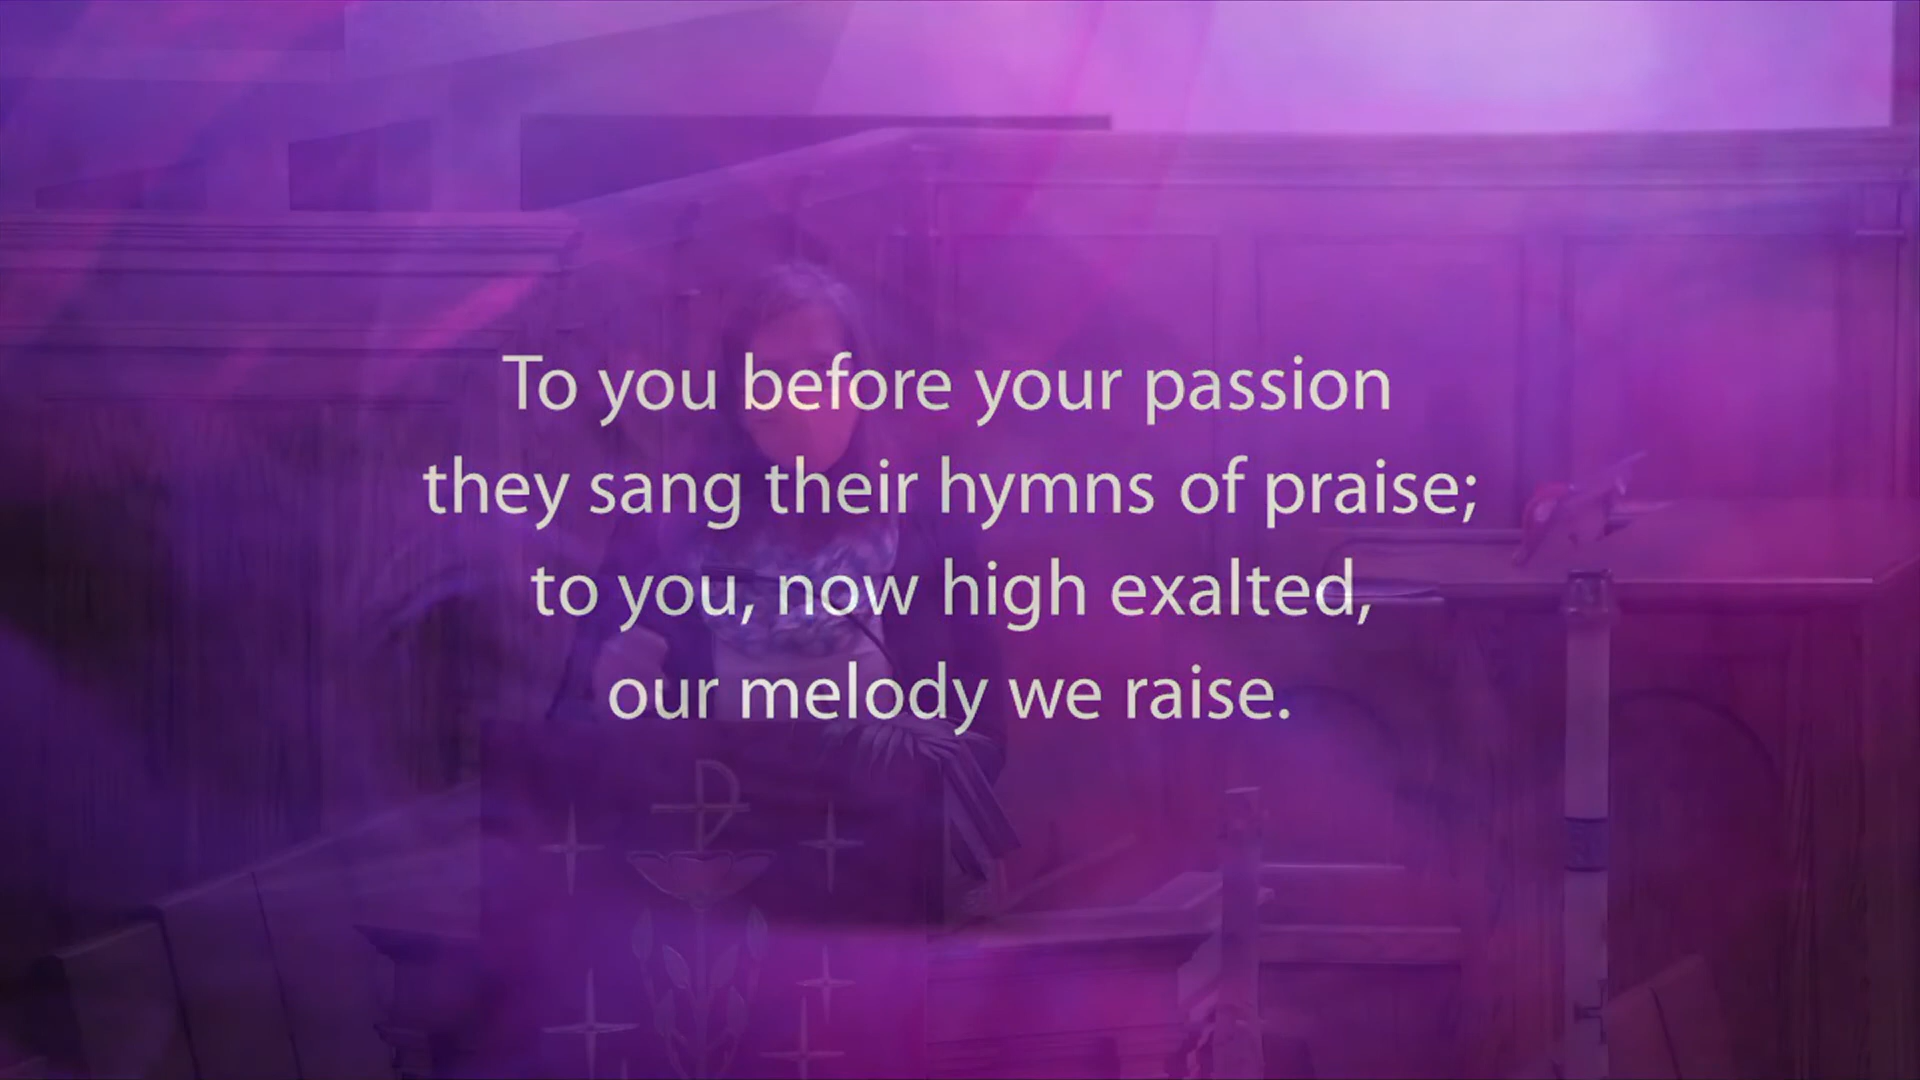 To you before your passion
they sang their hymns of praise;
to you, now high exalted,
our melody we raise.